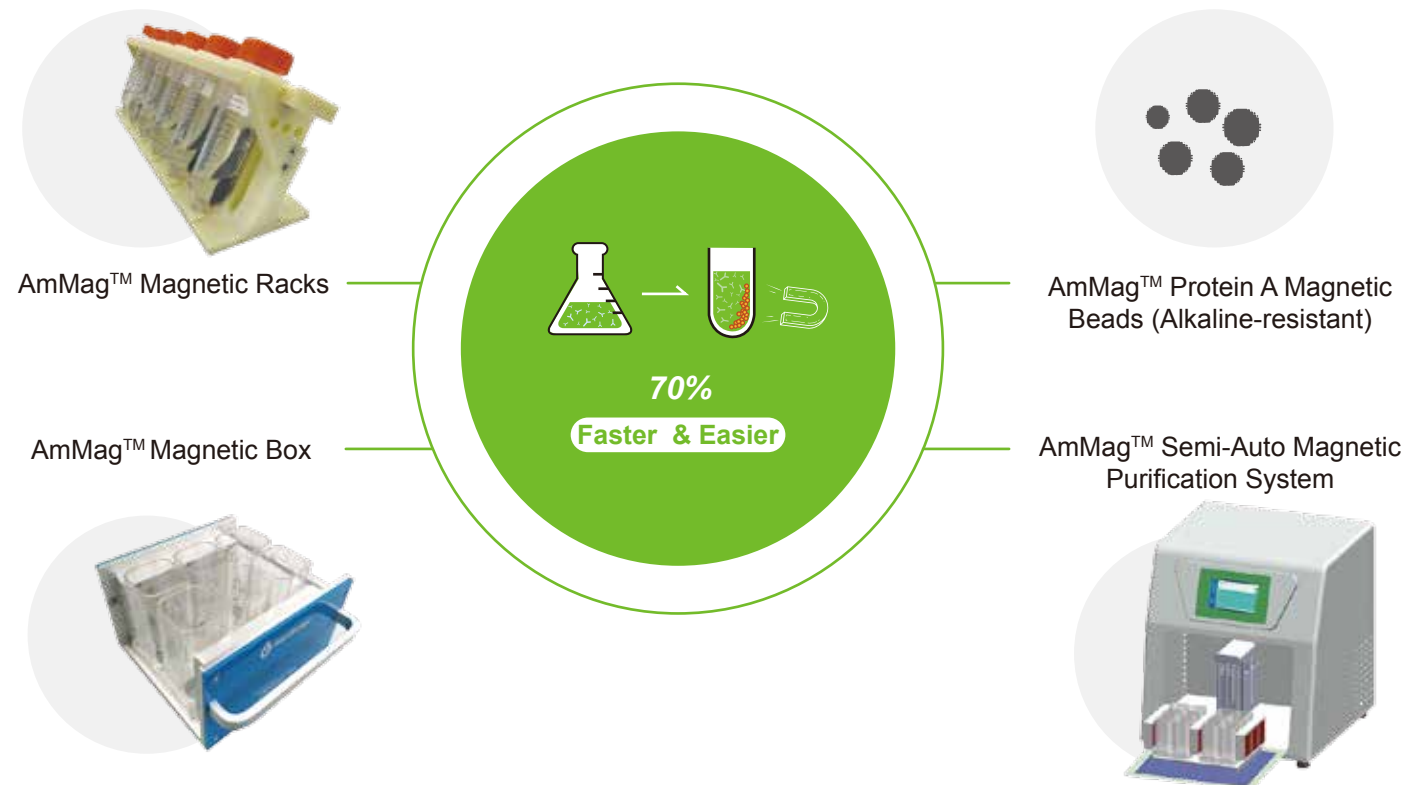 AmMag™ Magnetic Racks
AmMag™ Protein A Magnetic
Beads (Alkaline-resistant)
70%
Faster & Easier
AmMag™ Magnetic Box
AmMag™ Semi-Auto Magnetic
Purification System